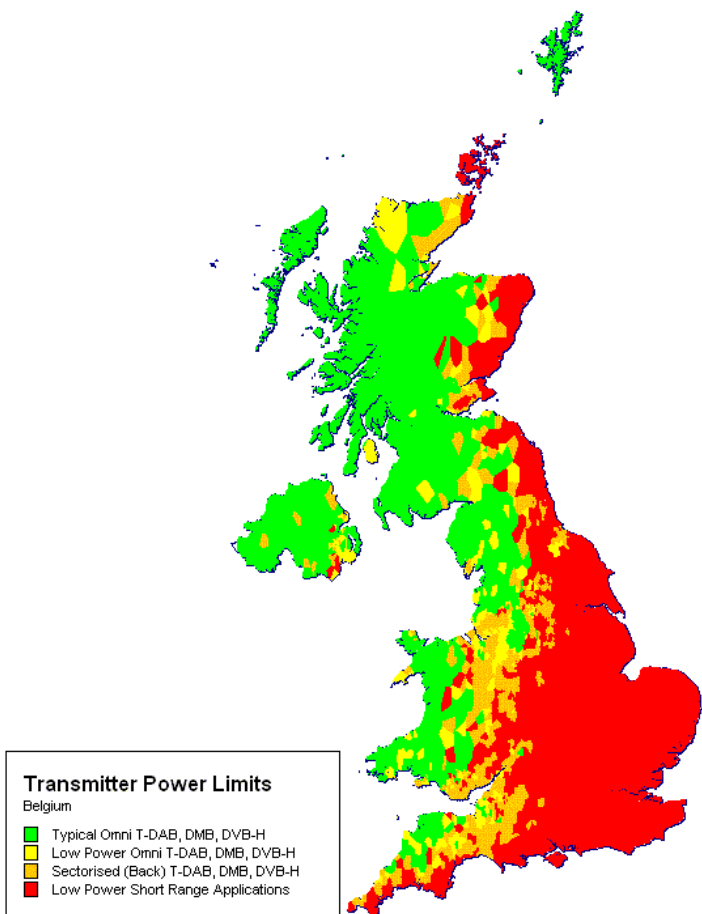 Transmitter Power Limits
Belgium
Typical Omni T-DAB, DMB, DVB-H
Low Power Omni T-DAB, DMB, DVB-H
Sectorised (Back) T-DAB, DMB, DVB-H
Low Power Short Range Applications